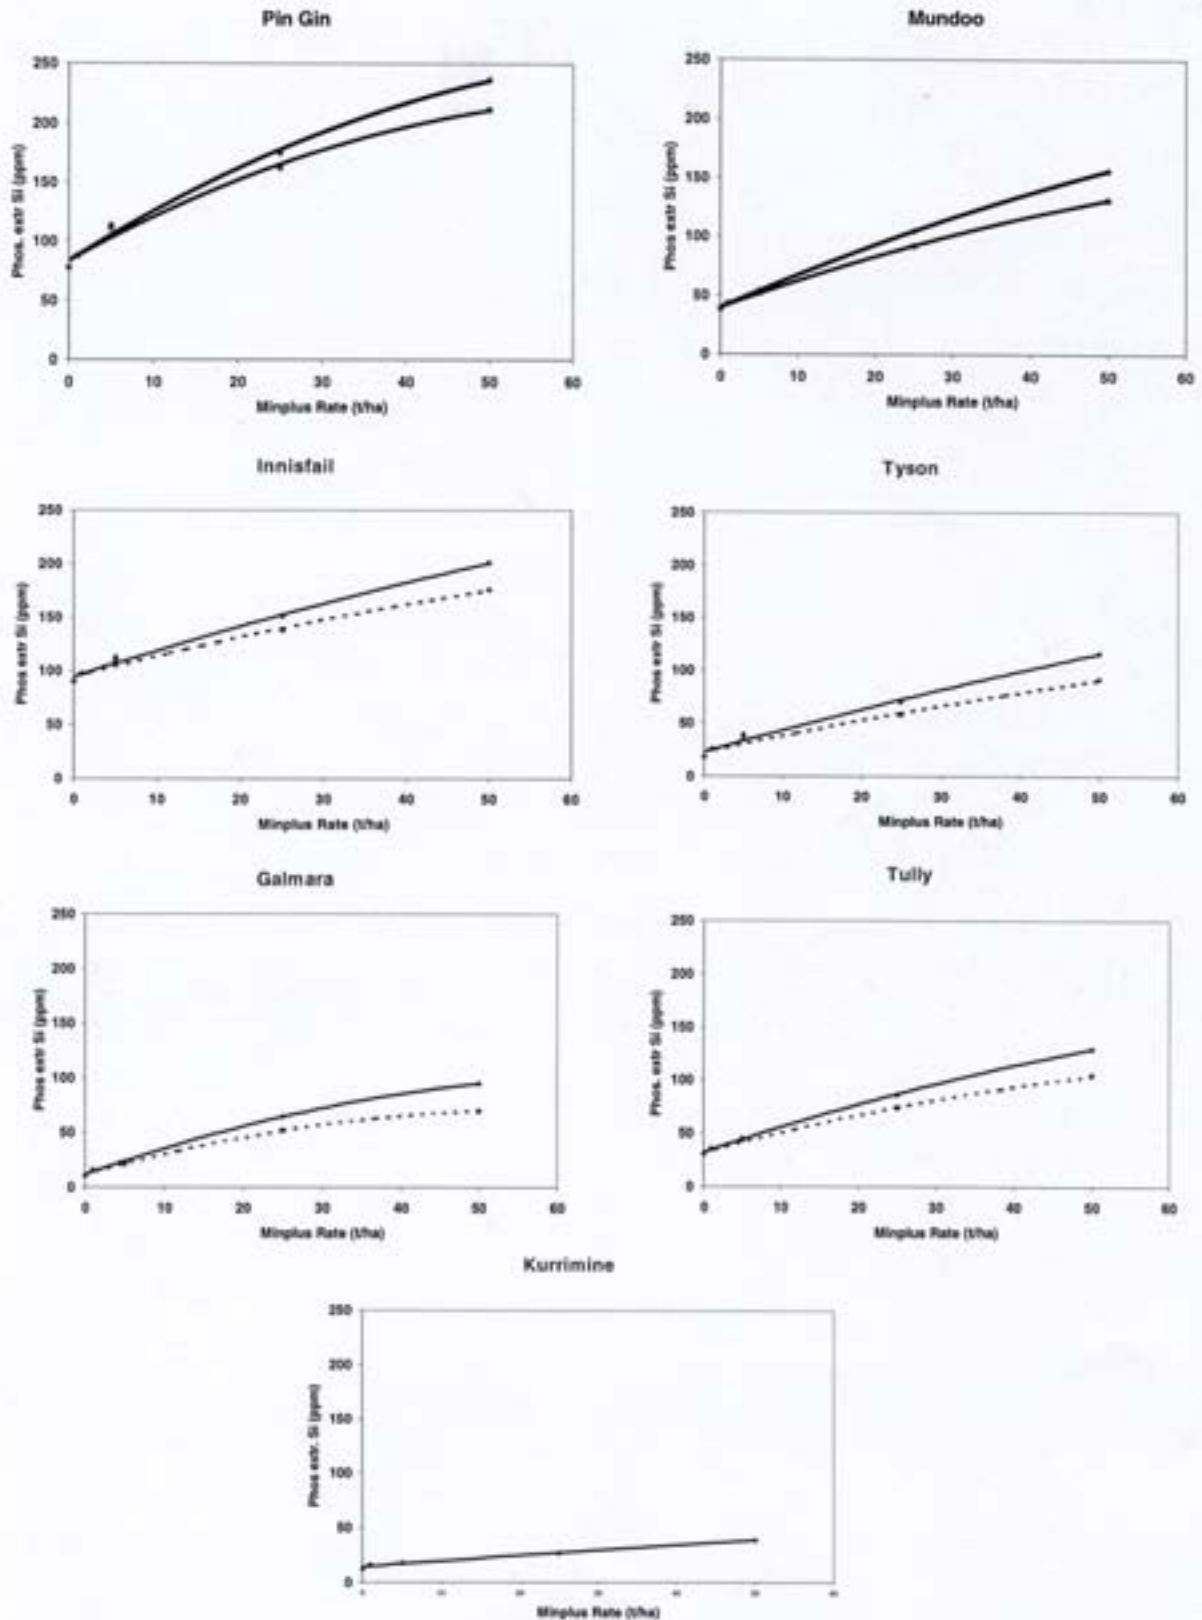 Pin Gin
250
200
150
100
50
0
Phos. extr Si (ppm)
0 10 20 30 40 50 60
Minplus Rate (t/ha)
Mundoo
250
200
150
100
50
0
Phos extr Si (ppm)
0 10 20 30 40 50 60
Minplus Rate (t/ha)
Innisfail
250
200
150
100
50
0
Phos extr Si (ppm)
0 10 20 30 40 50 60
Minplus Rate (t/ha)
Tyson
250
200
150
100
50
0
Phos extr Si (ppm)
0 10 20 30 40 50 60
Minplus Rate (t/ha)
Galmara
250
200
150
100
50
0
Phos extr Si (ppm)
0 10 20 30 40 50 60
Minplus Rate (t/ha)
Tully
250
200
150
100
50
0
Phos. extr Si (ppm)
0 10 20 30 40 50 60
Minplus Rate (t/ha)
Kurrimine
250
200
150
100
50
0
Phos extr. Si (ppm)
Minplus Rate (t/ha)